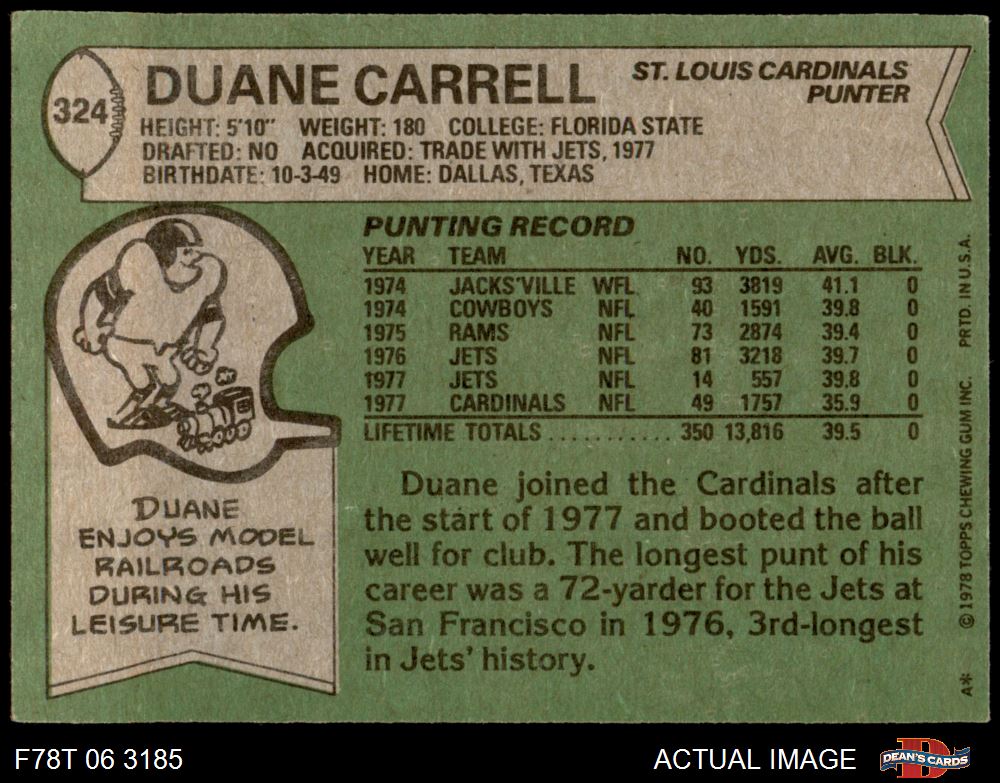 324
DUANE CARRELL
ST. LOUIS CARDINALS
PUNTER
HEIGHT: 5'10" WEIGHT: 180 COLLEGE: FLORIDA STATE
DRAFTED: NO ACQUIRED: TRADE WITH JETS, 1977
BIRTHDATE: 10-3-49 HOME: DALLAS, TEXAS
PUNTING RECORD
YEAR TEAM NO. YDS. AVG. BLK.
1974 JACKS'VILLE WFL 93 3819 41.1 0
1974 COWBOYS NFL 40 1591 39.8 0
1975 RAMS NFL 73 2874 39.4 0
1976 JETS NFL 81 3218 39.7 0
1977 JETS NFL 14 557 39.8 0
1977 CARDINALS NFL 49 1757 35.9 0
LIFETIME TOTALS ........... 350 13,816 39.5 0
DUANE
ENJOYS MODEL
RAILROADS
DURING HIS
LEISURE TIME.
Duane joined the Cardinals after
the start of 1977 and booted the ball
well for club. The longest punt of his
career was a 72-yarder for the Jets at
San Francisco in 1976, 3rd-longest
in Jets' history.
A* © 1978 TOPPS CHEWING GUM INC. PRTD. IN U.S.A.
F78T 06 3185
ACTUAL IMAGE
DEAN'S CARDS